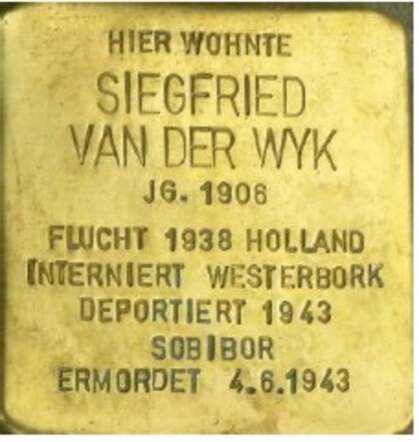 HIER WOHNTE
SIEGFRIED
VAN DER WYK
JG. 1906
FLUCHT 1938 HOLLAND
INTERNIERT WESTERBORK
DEPORTIERT 1943
SOBIBOR
ERMORDET 4.6.1943